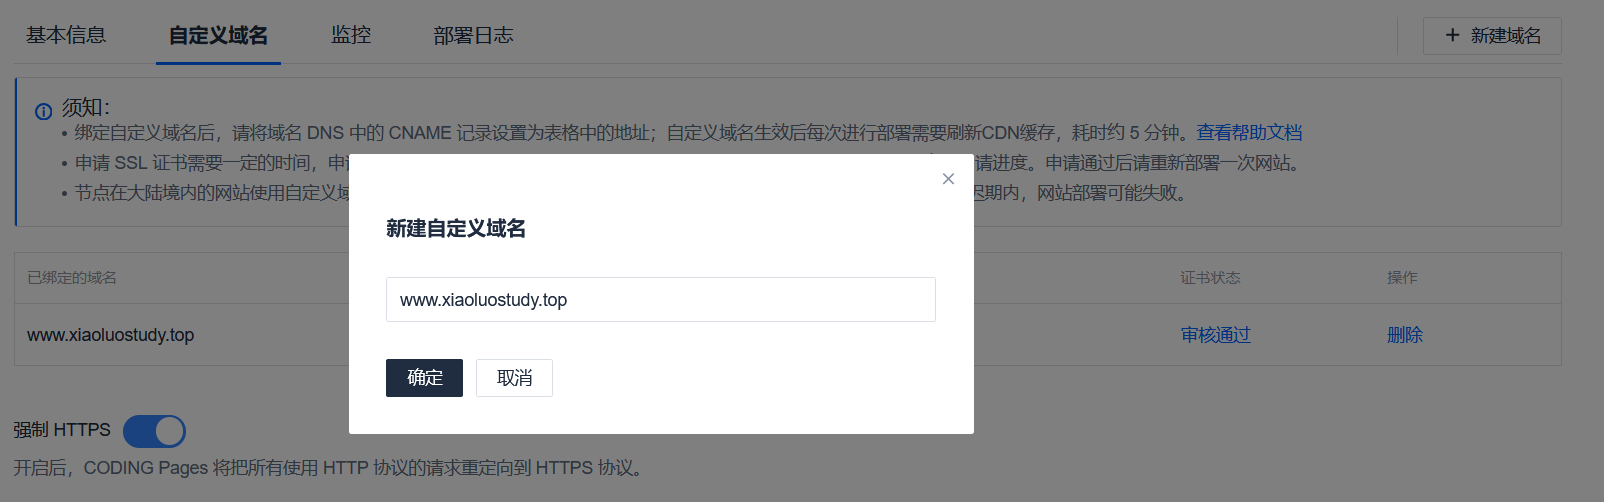 基本信息 自定义域名 监控 部署日志 新建域名
须知：
• 绑定自定义域名后，请将域名 DNS 中的 CNAME 记录设置为表格中的地址；自定义域名生效后每次进行部署需要刷新CDN缓存，耗时约 5 分钟。查看帮助文档
• 申请 SSL 证书需要一定的时间，申 请进度。申请通过后请重新部署一次网站。
• 节点在大陆境内的网站使用自定义域 期内，网站部署可能失败。
新建自定义域名
www.xiaoluostudy.top
确定 取消
已绑定的域名 证书状态 操作
www.xiaoluostudy.top 审核通过 删除
强制 HTTPS
开启后，CODING Pages 将把所有使用 HTTP 协议的请求重定向到 HTTPS 协议。